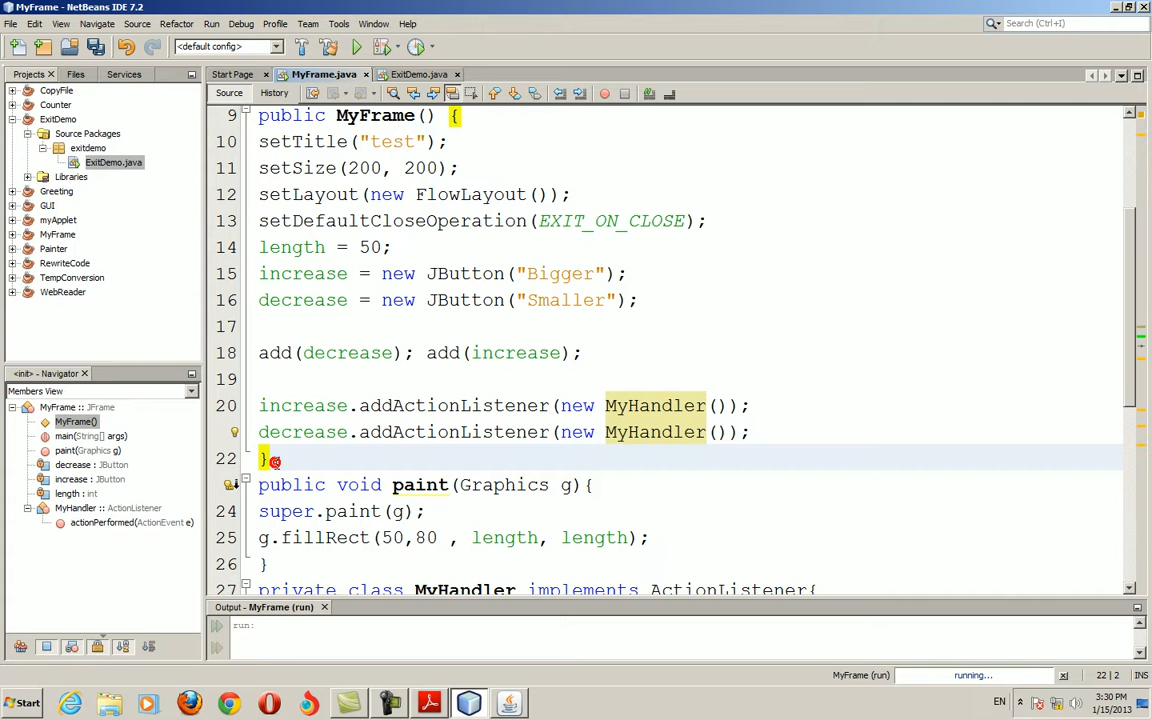 MyFrame - NetBeans IDE 7.2
File Edit View Navigate Source Refactor Run Debug Profile Team Tools Window Help
<default config>
Search (Ctrl+I)
Projects Files Services
CopyFile
Counter
ExitDemo
Source Packages
exitdemo
ExitDemo.java
Libraries
Greeting
GUI
myApplet
MyFrame
Painter
RewriteCode
TempConversion
WebReader
<init> - Navigator
Members View
MyFrame :: JFrame
MyFrame()
main(String[] args)
paint(Graphics g)
decrease : JButton
increase : JButton
length : int
MyHandler :: ActionListener
actionPerformed(ActionEvent e)
Start Page MyFrame.java ExitDemo.java
Source History
9 public MyFrame() {
10 setTitle("test");
11 setSize(200, 200);
12 setLayout(new FlowLayout());
13 setDefaultCloseOperation(EXIT_ON_CLOSE);
14 length = 50;
15 increase = new JButton("Bigger");
16 decrease = new JButton("Smaller");
17
18 add(decrease); add(increase);
19
20 increase.addActionListener(new MyHandler());
decrease.addActionListener(new MyHandler());
22 }
public void paint(Graphics g){
24 super.paint(g);
25 g.fillRect(50,80 , length, length);
26 }
27 private class MyHandler implements ActionListener{
Output - MyFrame (run)
run:
MyFrame (run) running... 22 | 2 INS
Start EN 3:30 PM
1/15/2013